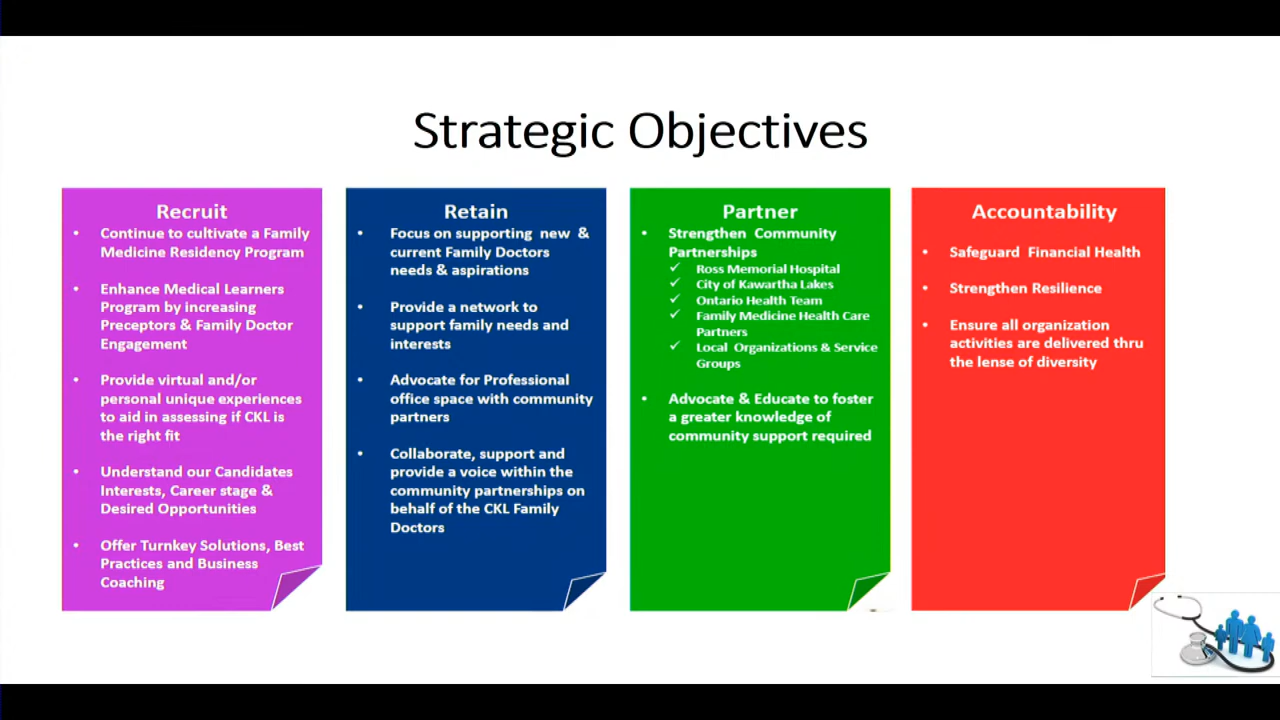 Strategic Objectives
Recruit
• Continue to cultivate a Family
Medicine Residency Program
• Enhance Medical Learners
Program by increasing
Preceptors & Family Doctor
Engagement
• Provide virtual and/or
personal unique experiences
to aid in assessing if CKL is
the right fit
• Understand our Candidates
Interests, Career stage &
Desired Opportunities
• Offer Turnkey Solutions, Best
Practices and Business
Coaching
Retain
• Focus on supporting new &
current Family Doctors
needs & aspirations
• Provide a network to
support family needs and
interests
• Advocate for Professional
office space with community
partners
• Collaborate, support and
provide a voice within the
community partnerships on
behalf of the CKL Family
Doctors
Partner
• Strengthen Community
Partnerships
✓ Ross Memorial Hospital
✓ City of Kawartha Lakes
✓ Ontario Health Team
✓ Family Medicine Health Care
Partners
✓ Local Organizations & Service
Groups
• Advocate & Educate to foster
a greater knowledge of
community support required
Accountability
• Safeguard Financial Health
• Strengthen Resilience
• Ensure all organization
activities are delivered thru
the lense of diversity